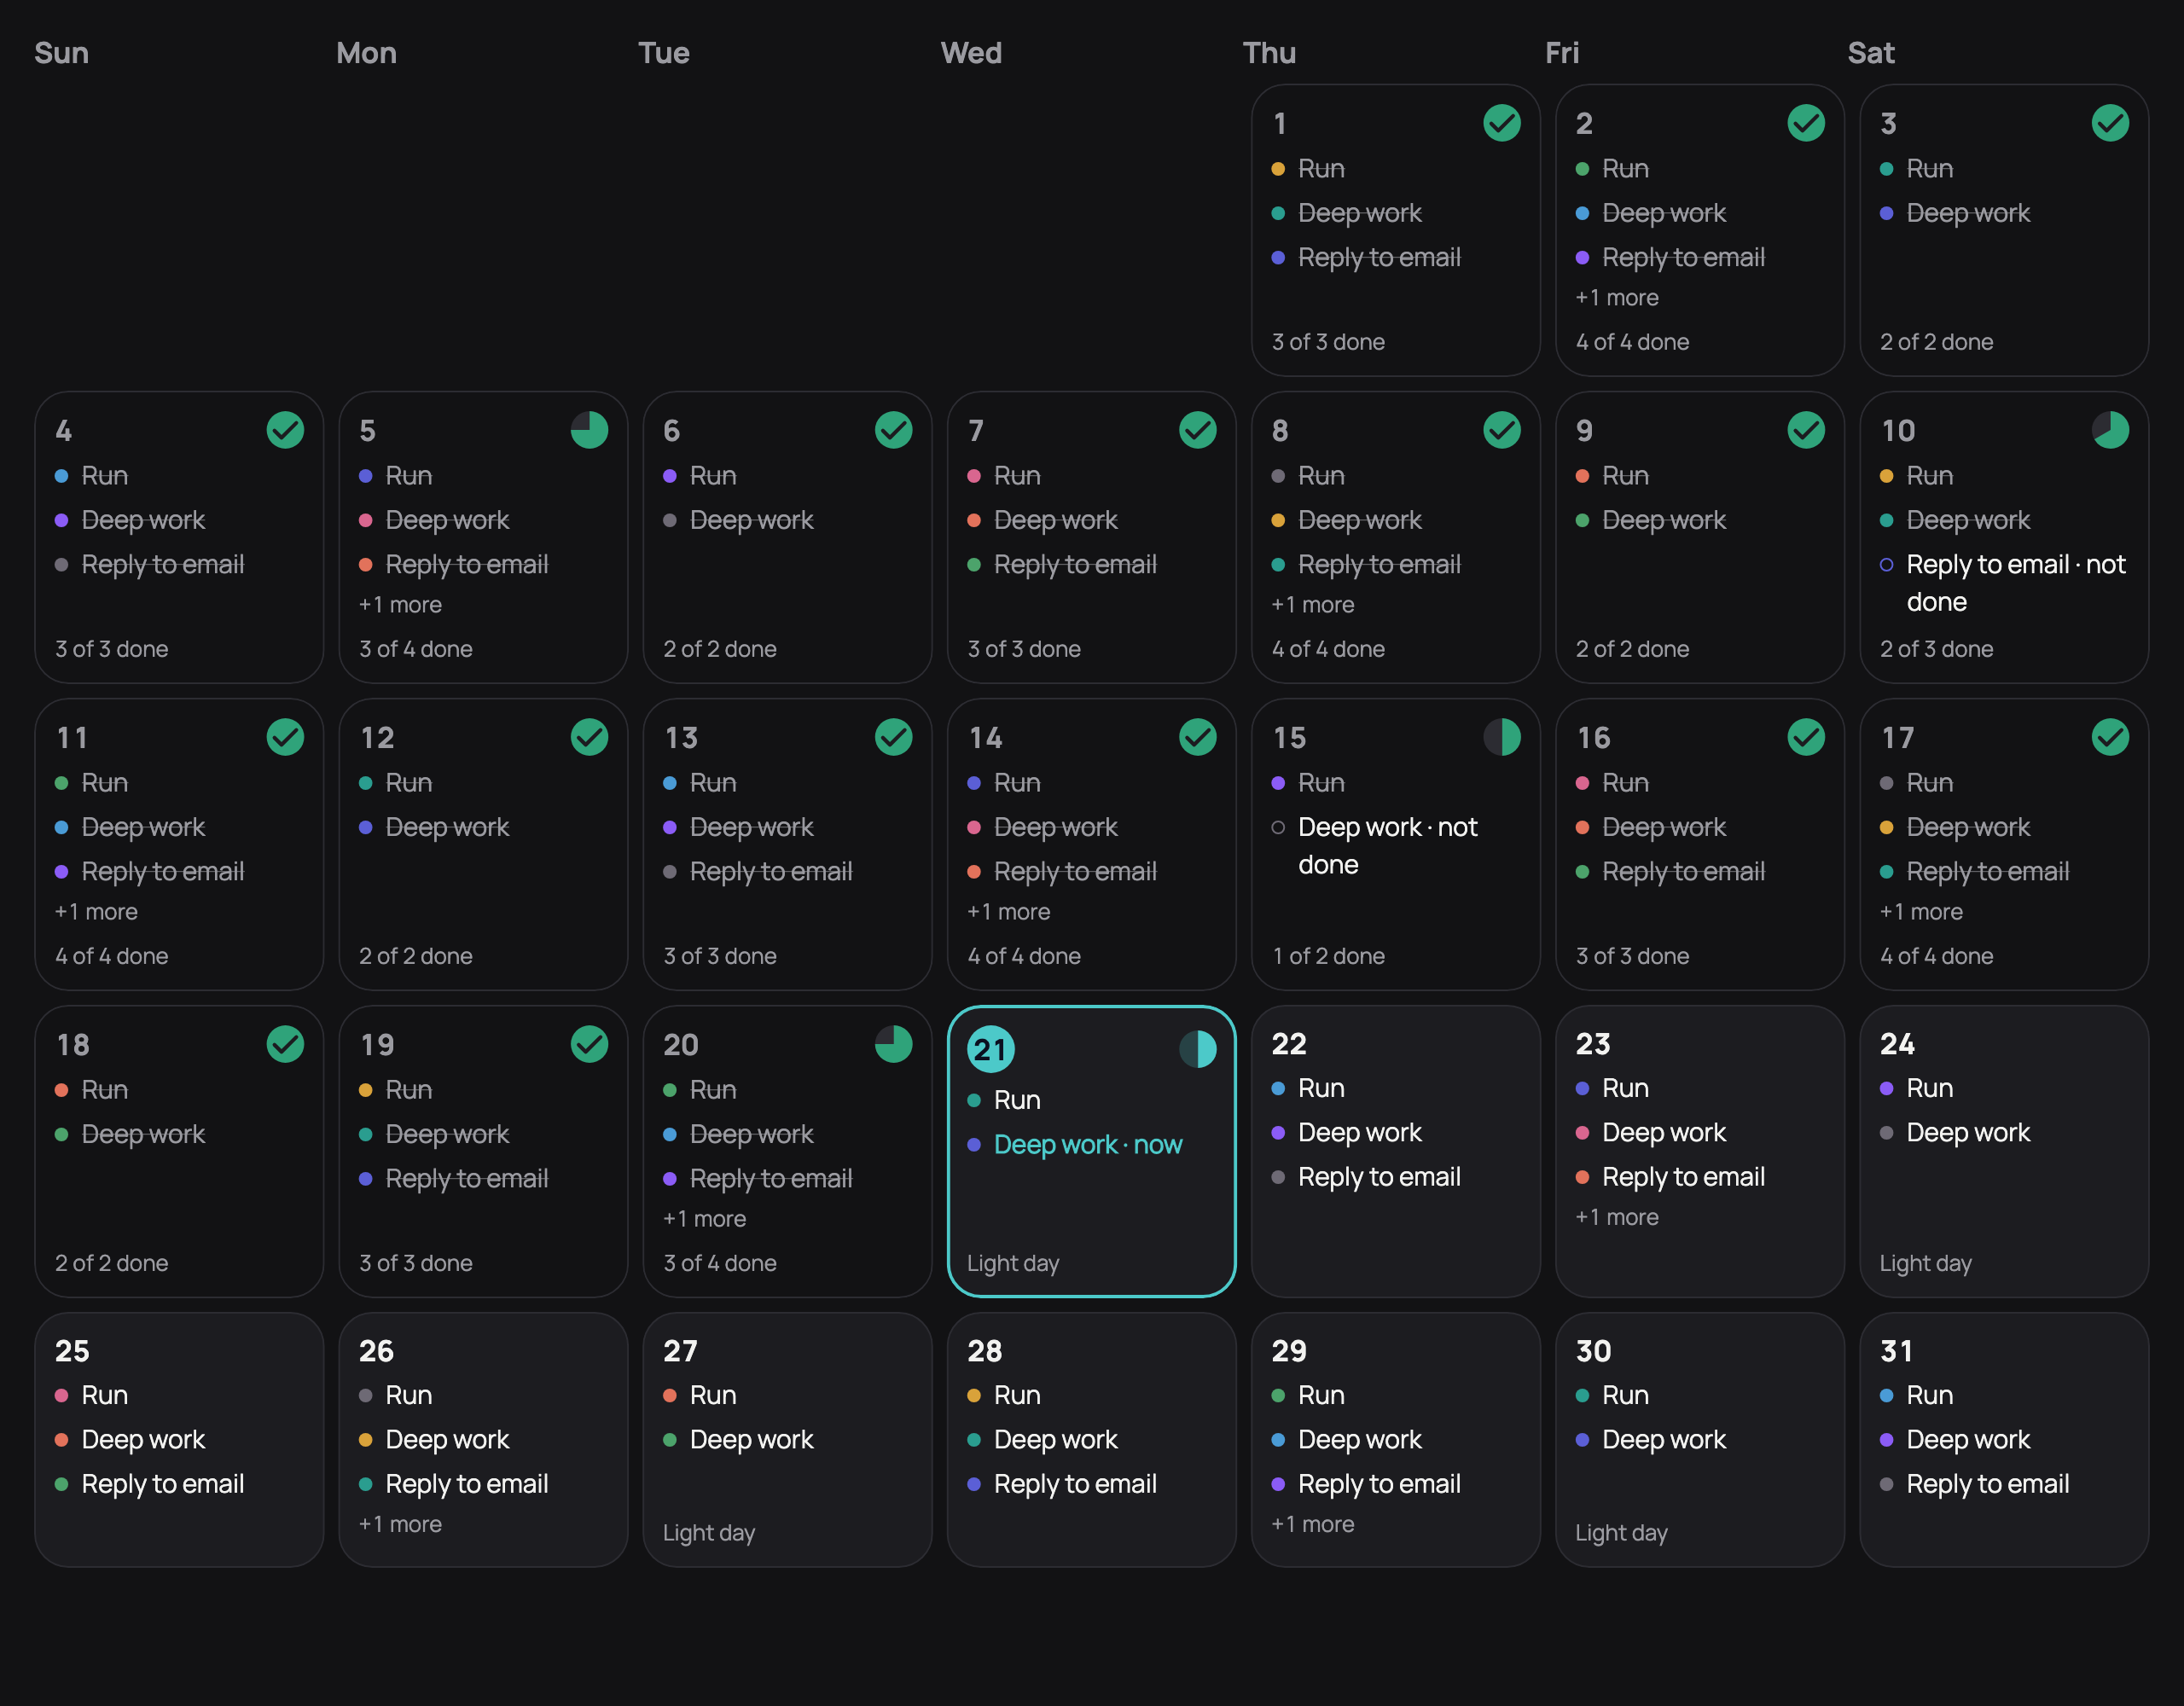 Sun Mon Tue Wed Thu Fri Sat
1
Run
Deep work
Reply to email
3 of 3 done
2
Run
Deep work
Reply to email
+1 more
4 of 4 done
3
Run
Deep work
2 of 2 done
4
Run
Deep work
Reply to email
3 of 3 done
5
Run
Deep work
Reply to email
+1 more
3 of 4 done
6
Run
Deep work
2 of 2 done
7
Run
Deep work
Reply to email
3 of 3 done
8
Run
Deep work
Reply to email
+1 more
4 of 4 done
9
Run
Deep work
2 of 2 done
10
Run
Deep work
Reply to email · not
done
2 of 3 done
11
Run
Deep work
Reply to email
+1 more
4 of 4 done
12
Run
Deep work
2 of 2 done
13
Run
Deep work
Reply to email
3 of 3 done
14
Run
Deep work
Reply to email
+1 more
4 of 4 done
15
Run
Deep work · not
done
1 of 2 done
16
Run
Deep work
Reply to email
3 of 3 done
17
Run
Deep work
Reply to email
+1 more
4 of 4 done
18
Run
Deep work
2 of 2 done
19
Run
Deep work
Reply to email
3 of 3 done
20
Run
Deep work
Reply to email
+1 more
3 of 4 done
21
Run
Deep work · now
Light day
22
Run
Deep work
Reply to email
23
Run
Deep work
Reply to email
+1 more
24
Run
Deep work
Light day
25
Run
Deep work
Reply to email
26
Run
Deep work
Reply to email
+1 more
27
Run
Deep work
Light day
28
Run
Deep work
Reply to email
29
Run
Deep work
Reply to email
+1 more
30
Run
Deep work
Light day
31
Run
Deep work
Reply to email